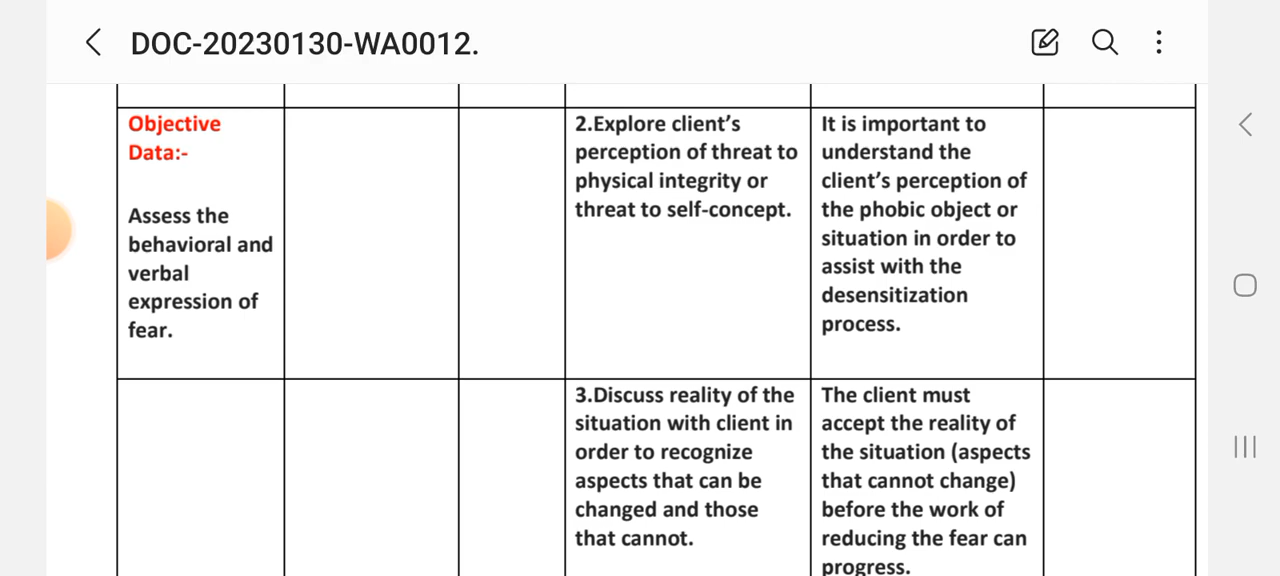 DOC-20230130-WA0012.
Objective
Data:-
Assess the
behavioral and
verbal
expression of
fear.
2.Explore client’s
perception of threat to
physical integrity or
threat to self-concept.
It is important to
understand the
client’s perception of
the phobic object or
situation in order to
assist with the
desensitization
process.
3.Discuss reality of the
situation with client in
order to recognize
aspects that can be
changed and those
that cannot.
The client must
accept the reality of
the situation (aspects
that cannot change)
before the work of
reducing the fear can
progress.